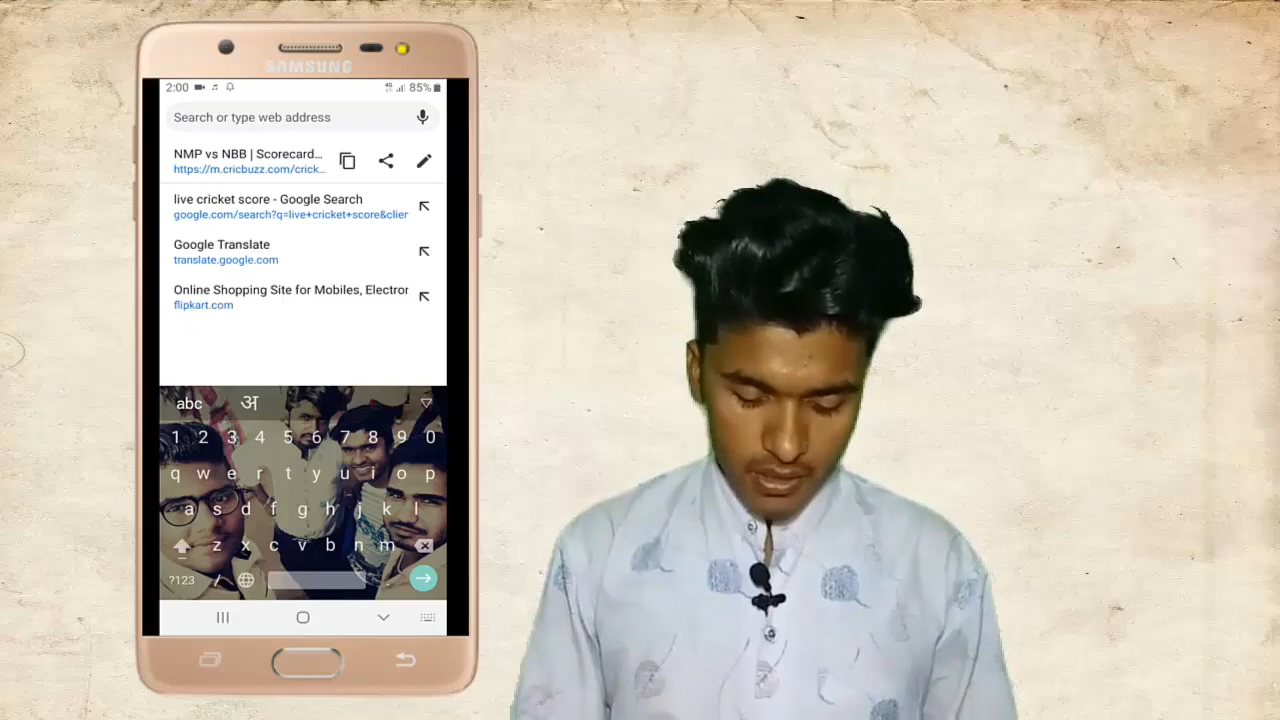 SAMSUNG
2:00 85%
Search or type web address
NMP vs NBB | Scorecard...
https://m.cricbuzz.com/crick...
live cricket score - Google Search
google.com/search?q=live+cricket+score&clier
Google Translate
translate.google.com
Online Shopping Site for Mobiles, Electror
flipkart.com
abc अ
1 2 3 4 5 6 7 8 9 0
q w e r t y u i o p
a s d f g h j k l
z x c v b n m
?123 / .